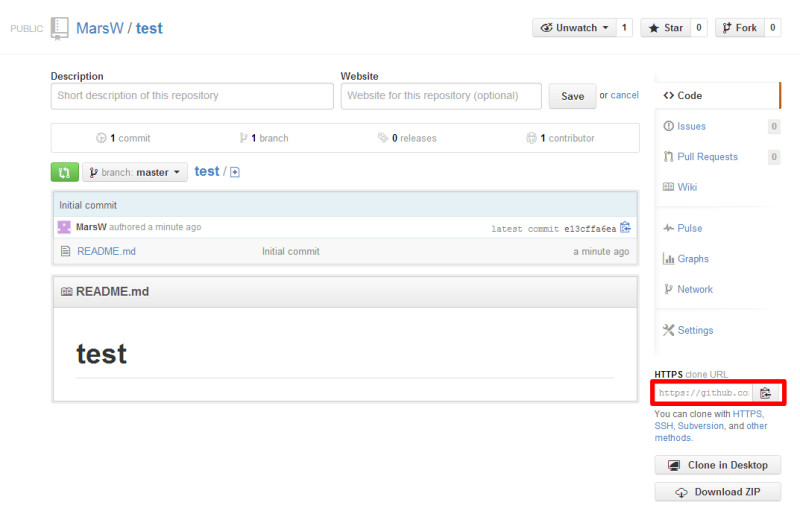 PUBLIC MarsW / test
Unwatch 1 Star 0 Fork 0
Description
Short description of this repository
Website
Website for this repository (optional)
Save or cancel
1 commit 1 branch 0 releases 1 contributor
branch: master test /
Initial commit
MarsW authored a minute ago latest commit e13cffa6ea
README.md Initial commit a minute ago
README.md
test
Code
Issues 0
Pull Requests 0
Wiki
Pulse
Graphs
Network
Settings
HTTPS clone URL
https://github.co
You can clone with HTTPS,
SSH, Subversion, and other
methods.
Clone in Desktop
Download ZIP